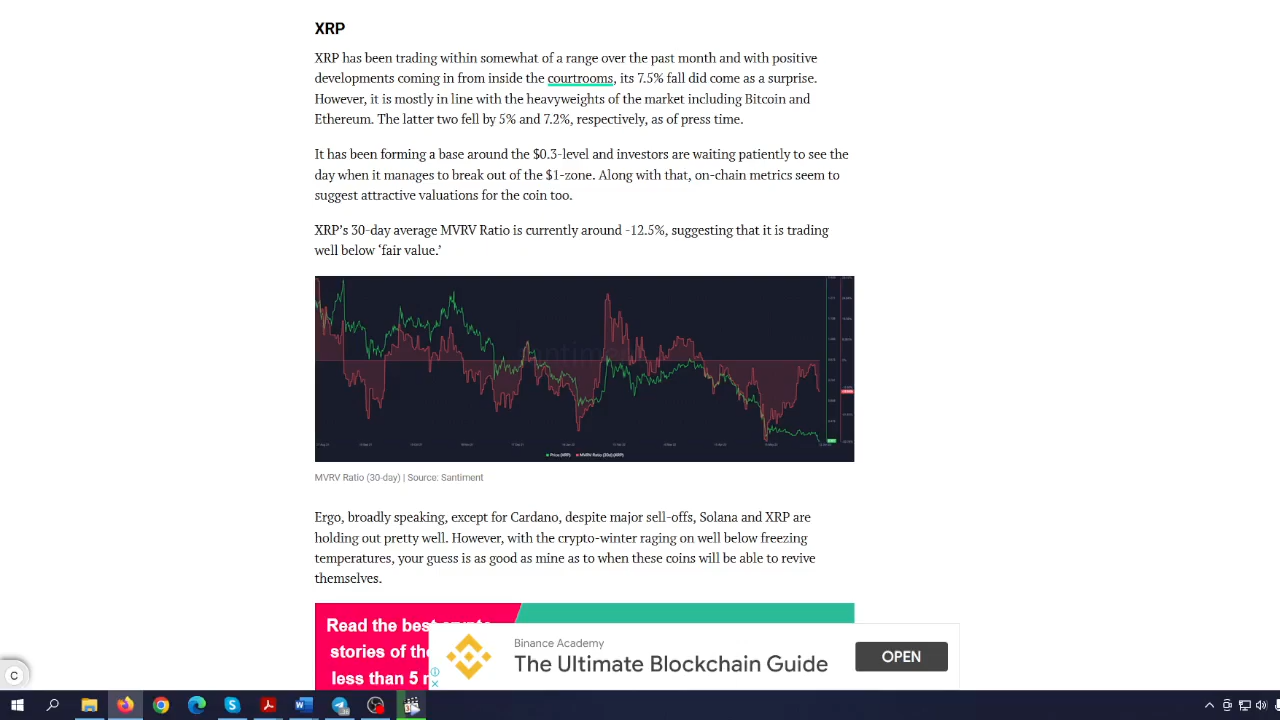 XRP
XRP has been trading within somewhat of a range over the past month and with positive
developments coming in from inside the courtrooms, its 7.5% fall did come as a surprise.
However, it is mostly in line with the heavyweights of the market including Bitcoin and
Ethereum. The latter two fell by 5% and 7.2%, respectively, as of press time.
It has been forming a base around the $0.3-level and investors are waiting patiently to see the
day when it manages to break out of the $1-zone. Along with that, on-chain metrics seem to
suggest attractive valuations for the coin too.
XRP’s 30-day average MVRV Ratio is currently around -12.5%, suggesting that it is trading
well below ‘fair value.’
Price (XRP) MVRV Ratio (30d)(XRP)
MVRV Ratio (30-day) | Source: Santiment
Ergo, broadly speaking, except for Cardano, despite major sell-offs, Solana and XRP are
holding out pretty well. However, with the crypto-winter raging on well below freezing
temperatures, your guess is as good as mine as to when these coins will be able to revive
themselves.
Read the best crypto
stories of the
less than 5
Binance Academy
The Ultimate Blockchain Guide
OPEN